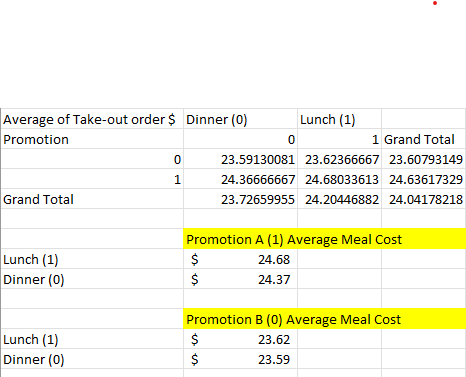 Average of Take-out order $ Dinner (0) Lunch (1)
Promotion 0 1 Grand Total
0 23.59130081 23.62366667 23.60793149
1 24.36666667 24.68033613 24.63617329
Grand Total 23.72659955 24.20446882 24.04178218
Promotion A (1) Average Meal Cost
Lunch (1) $ 24.68
Dinner (0) $ 24.37
Promotion B (0) Average Meal Cost
Lunch (1) $ 23.62
Dinner (0) $ 23.59